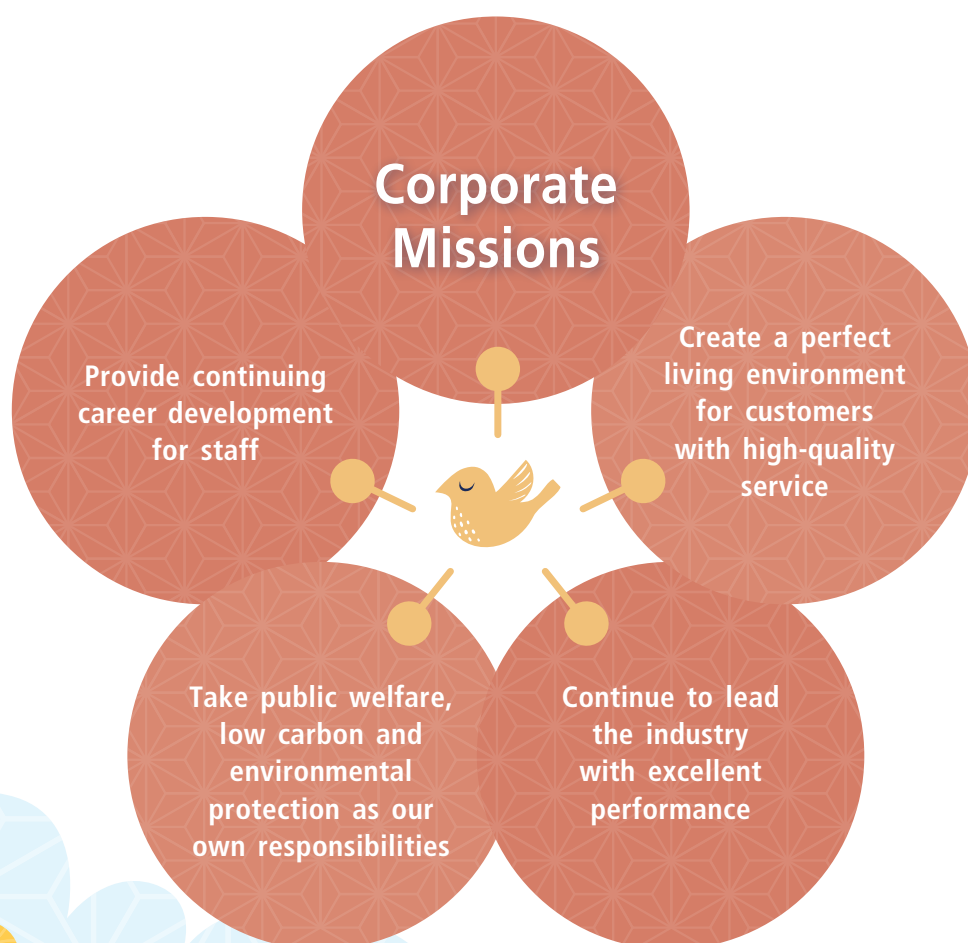 Corporate
Missions
Create a perfect
living environment
for customers
with high-quality
service
Continue to lead
the industry
with excellent
performance
Take public welfare,
low carbon and
environmental
protection as our
own responsibilities
Provide continuing
career development
for staff